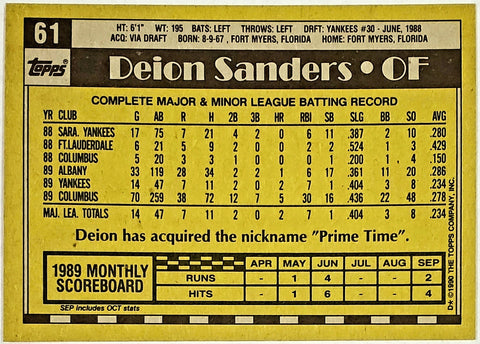 61
Topps
HT: 6'1" WT: 195 BATS: LEFT THROWS: LEFT DRFT: YANKEES #30 - JUNE, 1988
ACQ: VIA DRAFT BORN: 8-9-67, FORT MYERS, FLORIDA HOME: FORT MYERS, FLORIDA
Deion Sanders • OF
COMPLETE MAJOR & MINOR LEAGUE BATTING RECORD
YR CLUB G AB R H 2B 3B HR RBI SB SLG BB SO AVG
88 SARA. YANKEES 17 75 7 21 4 2 0 6 11 .387 2 10 .280
88 FT.LAUDERDALE 6 21 5 9 2 0 0 2 2 .524 1 3 .429
88 COLUMBUS 5 20 3 3 1 0 0 0 1 .200 1 4 .150
89 ALBANY 33 119 28 34 2 2 1 6 17 .361 11 20 .286
89 YANKEES 14 47 7 11 2 0 2 7 1 .404 3 8 .234
89 COLUMBUS 70 259 38 72 12 7 5 30 16 .436 22 48 .278
MAJ. LEA. TOTALS 14 47 7 11 2 0 2 7 1 .404 3 8 .234
Deion has acquired the nickname "Prime Time".
1989 MONTHLY SCOREBOARD
APR MAY JUN JUL AUG SEP
RUNS - 1 4 - - 2
HITS - 1 6 - - 4
SEP includes OCT stats
D* © 1990 THE TOPPS COMPANY, INC.